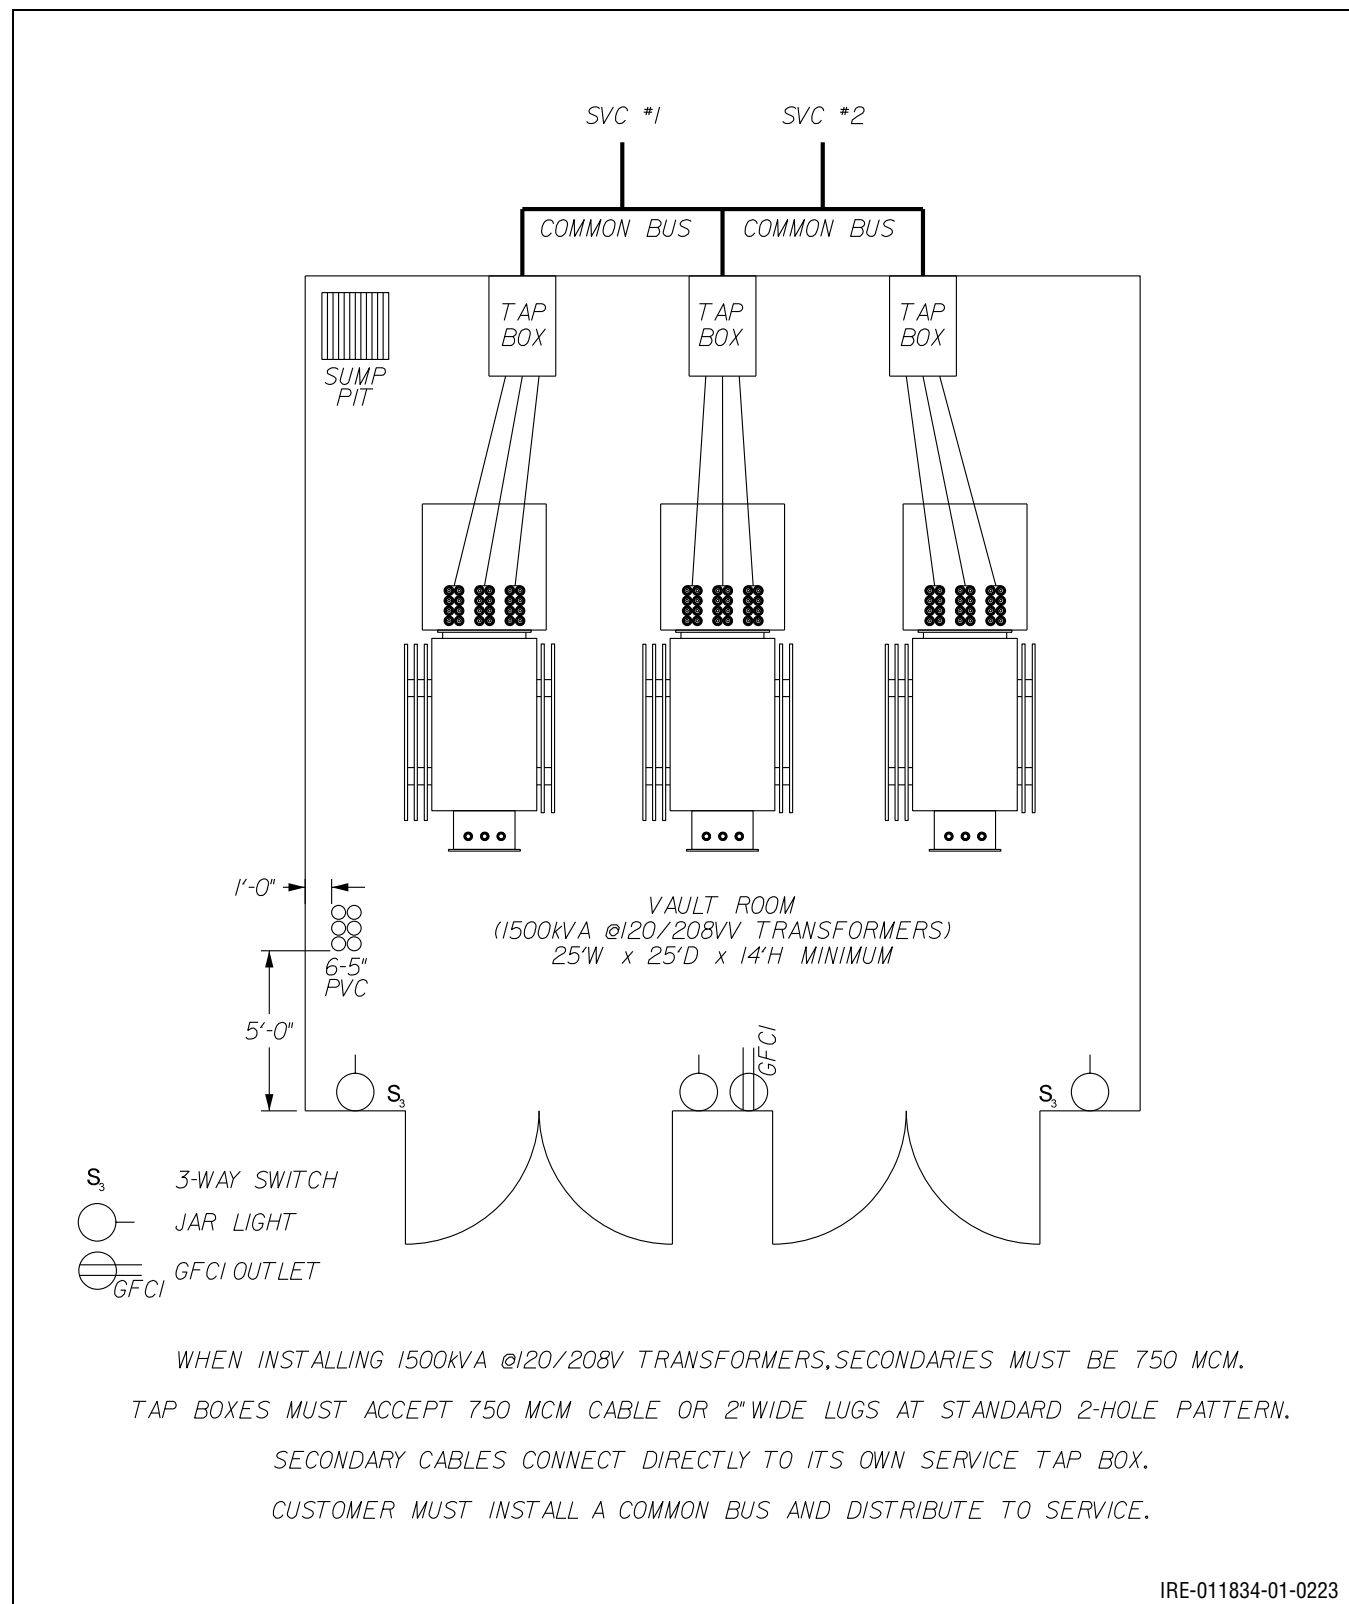 SVC #1 SVC #2
COMMON BUS COMMON BUS
TAP TAP TAP
BOX BOX BOX
SUMP
PIT
1'-0"
VAULT ROOM
(1500kVA @120/208VV TRANSFORMERS)
25'W x 25'D x 14'H MINIMUM
6-5"
PVC
5'-0"
GFCI
S3 S3
S3 3-WAY SWITCH
JAR LIGHT
GFCI OUTLET
GFCI
WHEN INSTALLING 1500kVA @120/208V TRANSFORMERS, SECONDARIES MUST BE 750 MCM.
TAP BOXES MUST ACCEPT 750 MCM CABLE OR 2" WIDE LUGS AT STANDARD 2-HOLE PATTERN.
SECONDARY CABLES CONNECT DIRECTLY TO ITS OWN SERVICE TAP BOX.
CUSTOMER MUST INSTALL A COMMON BUS AND DISTRIBUTE TO SERVICE.
IRE-011834-01-0223